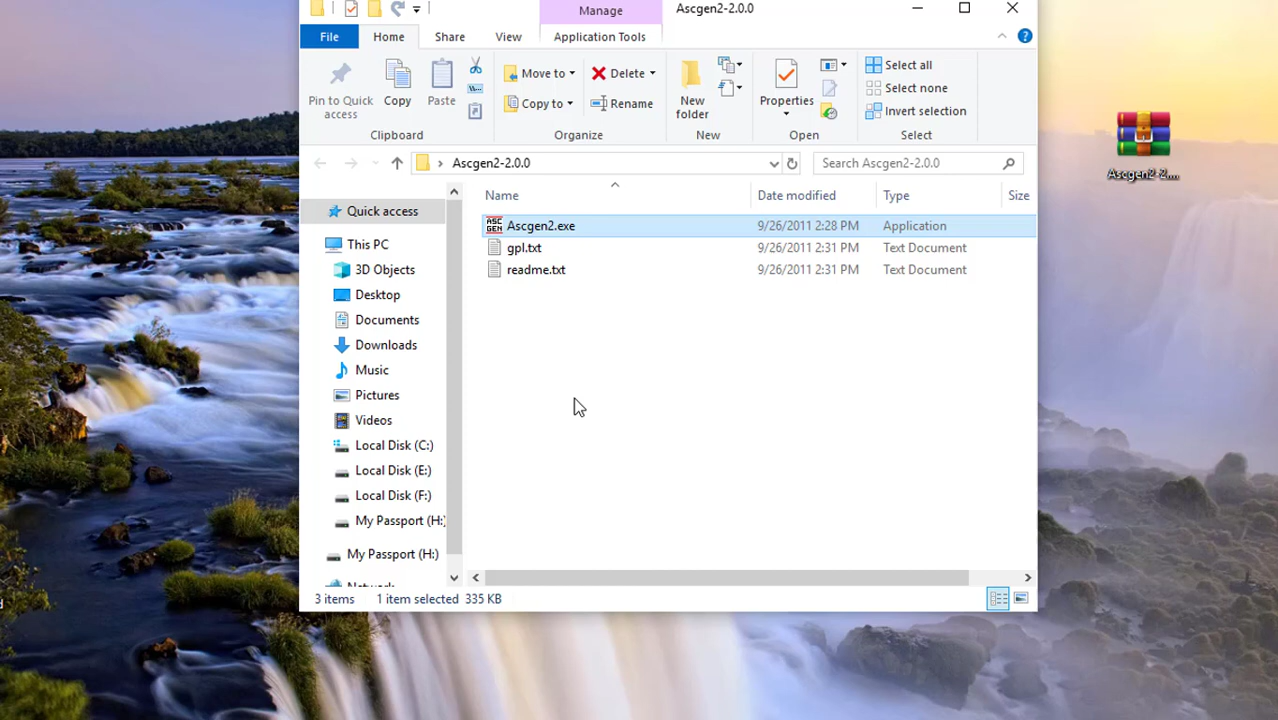 Manage
Ascgen2-2.0.0
File
Home
Share
View
Application Tools
Pin to Quick access
Copy
Paste
Clipboard
Move to
Copy to
Delete
Rename
Organize
New folder
New
Properties
Open
Select all
Select none
Invert selection
Select
Ascgen2-2.0.0
Search Ascgen2-2.0.0
Name
Date modified
Type
Size
Ascgen2.exe
9/26/2011 2:28 PM
Application
gpl.txt
9/26/2011 2:31 PM
Text Document
readme.txt
9/26/2011 2:31 PM
Text Document
Quick access
This PC
3D Objects
Desktop
Documents
Downloads
Music
Pictures
Videos
Local Disk (C:)
Local Disk (E:)
Local Disk (F:)
My Passport (H:
My Passport (H:)
3 items
1 item selected 335 KB
ASC
GEN
Ascgen2-2....